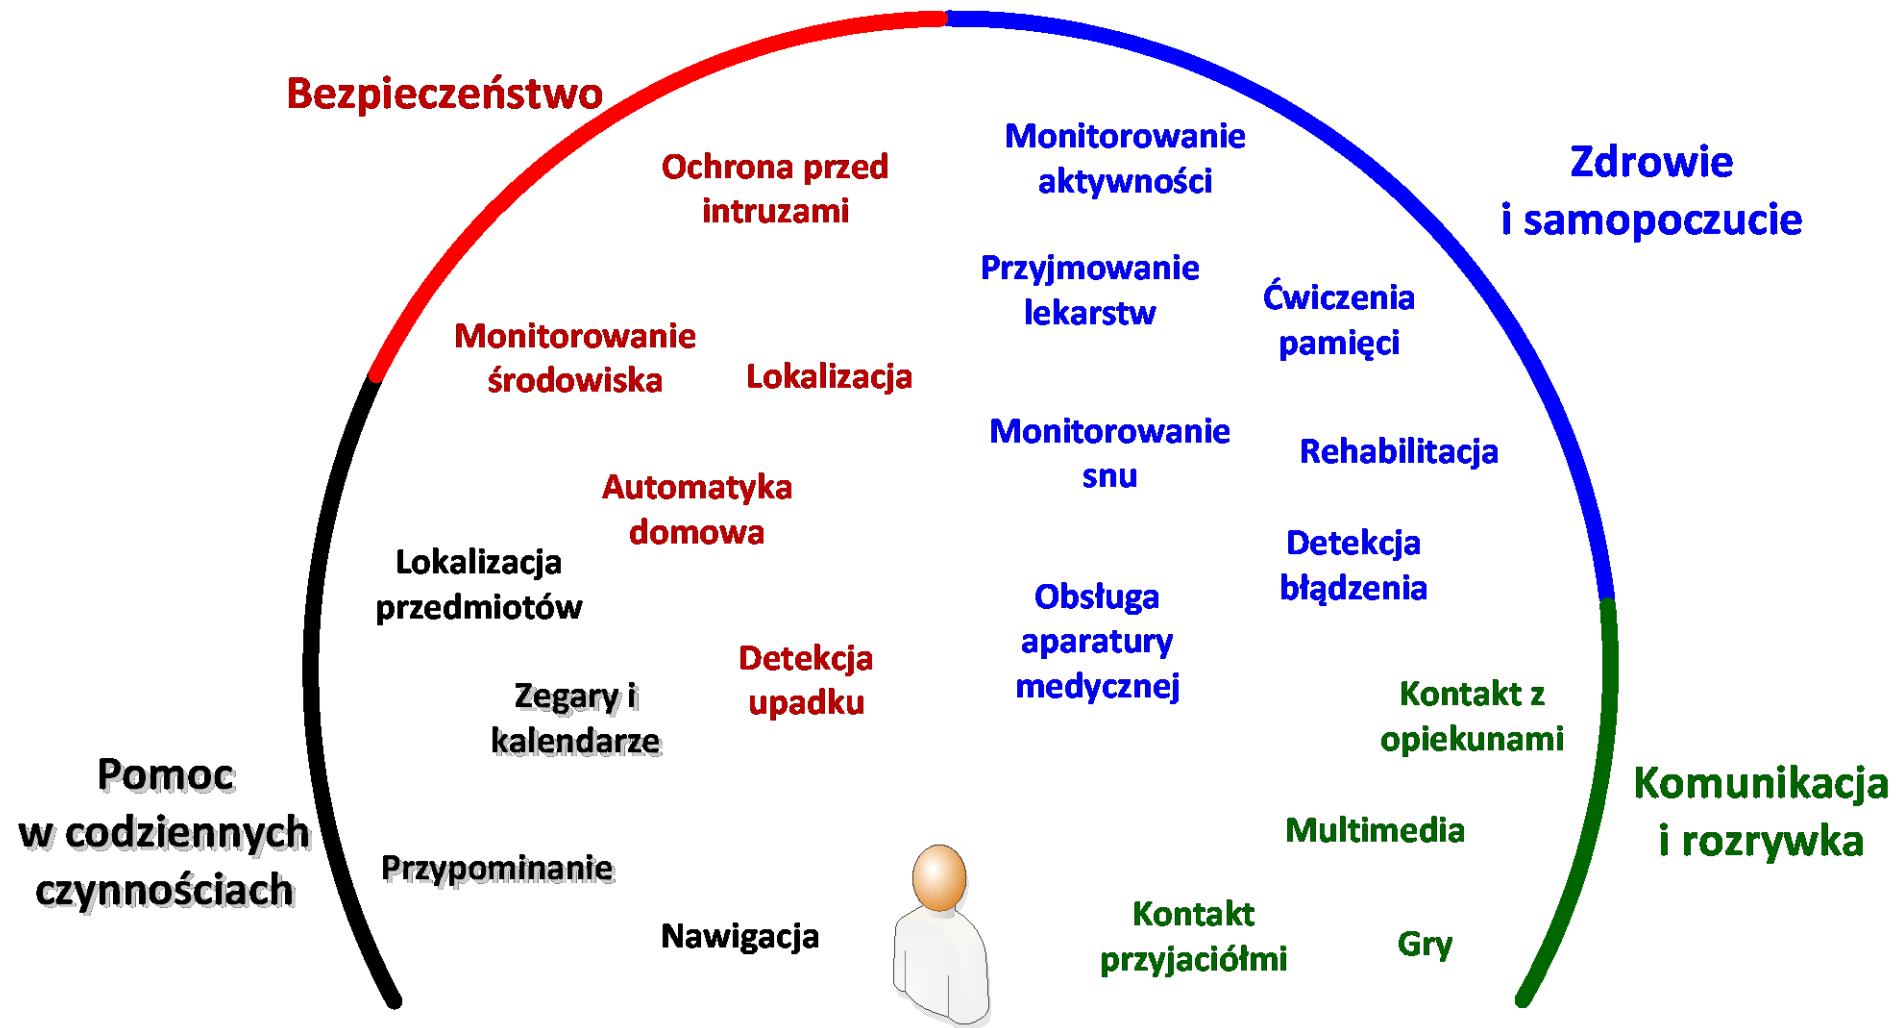 Bezpieczeństwo
Ochrona przed
intruzami
Monitorowanie
środowiska
Lokalizacja
Automatyka
domowa
Detekcja
upadku
Monitorowanie
aktywności
Przyjmowanie
lekarstw
Ćwiczenia
pamięci
Monitorowanie
snu
Rehabilitacja
Detekcja
błądzenia
Obsługa
aparatury
medycznej
Zdrowie
i samopoczucie
Lokalizacja
przedmiotów
Zegary i
kalendarze
Pomoc
w codziennych
czynnościach
Przypominanie
Nawigacja
Kontakt z
opiekunami
Multimedia
Kontakt
przyjaciółmi
Gry
Komunikacja
i rozrywka